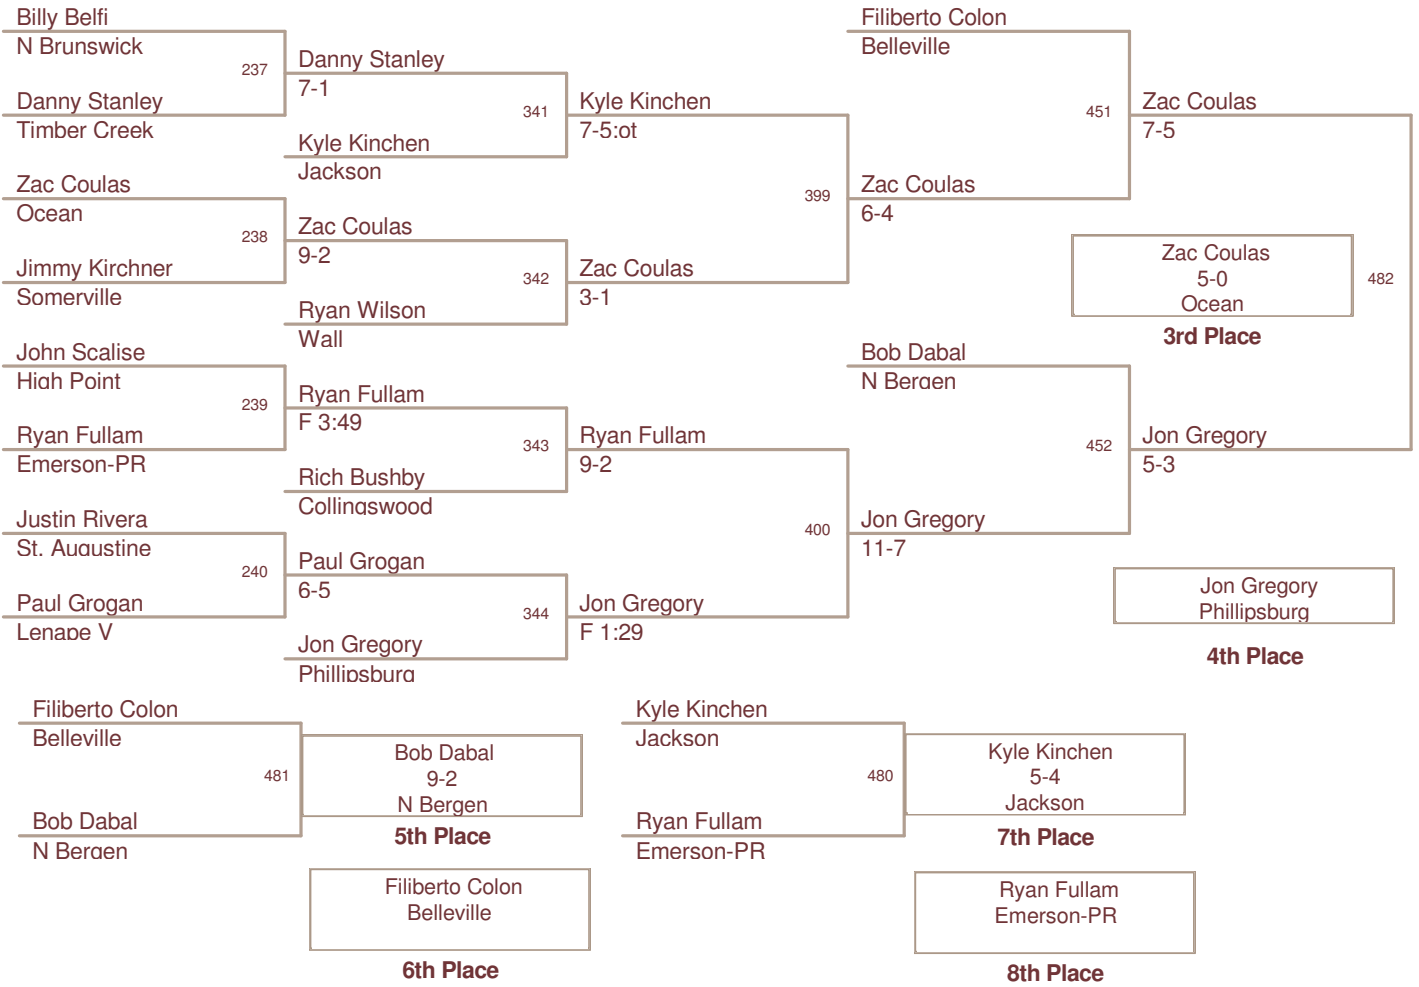 Billy Belfi
N Brunswick
237
Danny Stanley
Timber Creek
Zac Coulas
Ocean
238
Jimmy Kirchner
Somerville
John Scalise
High Point
239
Ryan Fullam
Emerson-PR
Justin Rivera
St. Augustine
240
Paul Grogan
Lenape V
Danny Stanley
7-1
341
Kyle Kinchen
Jackson
Zac Coulas
9-2
342
Ryan Wilson
Wall
Ryan Fullam
F 3:49
343
Rich Bushby
Collingswood
Paul Grogan
6-5
344
Jon Gregory
Phillipsburg
Kyle Kinchen
7-5:ot
399
Zac Coulas
3-1
Ryan Fullam
9-2
400
Jon Gregory
F 1:29
Filiberto Colon
Belleville
451
Zac Coulas
6-4
Bob Dabal
N Bergen
452
Jon Gregory
11-7
Zac Coulas
7-5
482
Jon Gregory
5-3
Zac Coulas
5-0
Ocean
3rd Place
Jon Gregory
Phillipsburg
4th Place
Filiberto Colon
Belleville
481
Bob Dabal
N Bergen
Bob Dabal
9-2
N Bergen
5th Place
Filiberto Colon
Belleville
6th Place
Kyle Kinchen
Jackson
480
Ryan Fullam
Emerson-PR
Kyle Kinchen
5-4
Jackson
7th Place
Ryan Fullam
Emerson-PR
8th Place